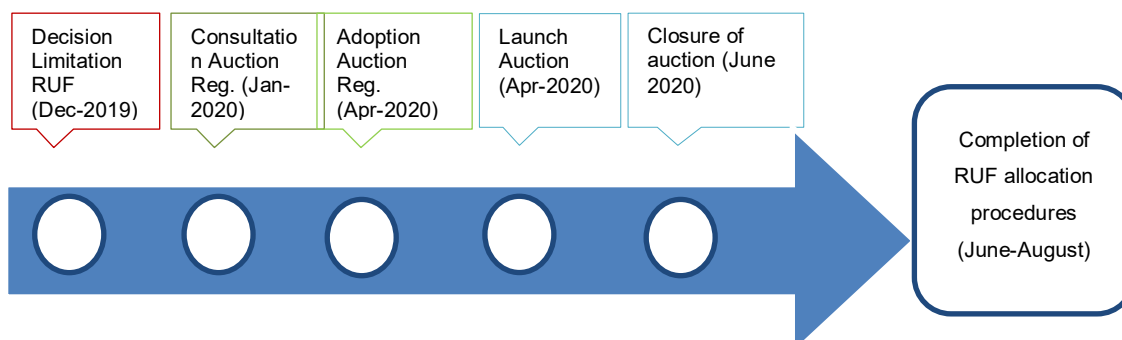 Decision
Limitation
RUF
(Dec-2019)
Consultatio
n Auction
Reg. (Jan-
2020)
Adoption
Auction
Reg.
(Apr-2020)
Launch
Auction
(Apr-2020)
Closure of
auction (June
2020)
Completion of
RUF allocation
procedures
(June-August)